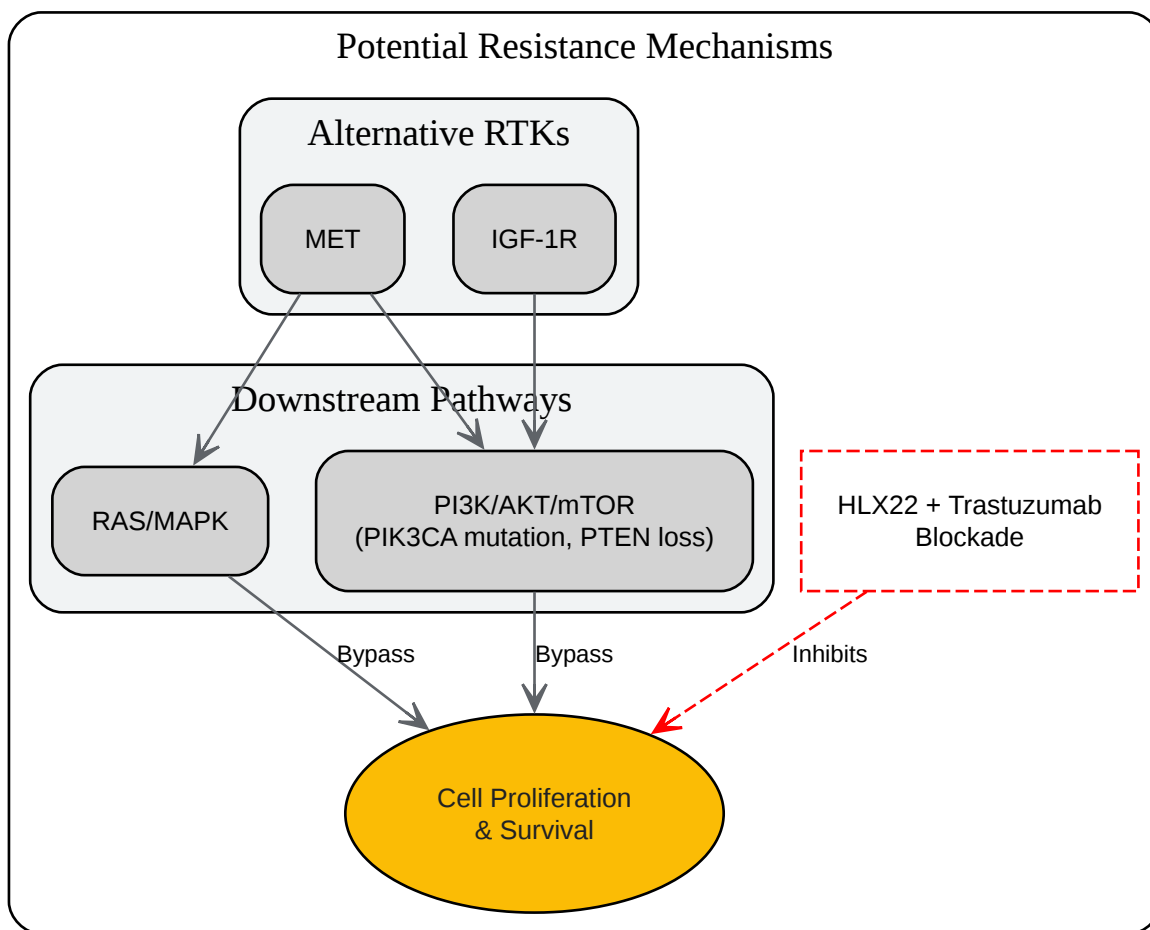 Potential Resistance Mechanisms
Alternative RTKs
MET
IGF-1R
Downstream Pathways
RAS/MAPK
PI3K/AKT/mTOR
(PIK3CA mutation, PTEN loss)
HLX22 + Trastuzumab
Blockade
Bypass
Bypass
Inhibits
Cell Proliferation
& Survival